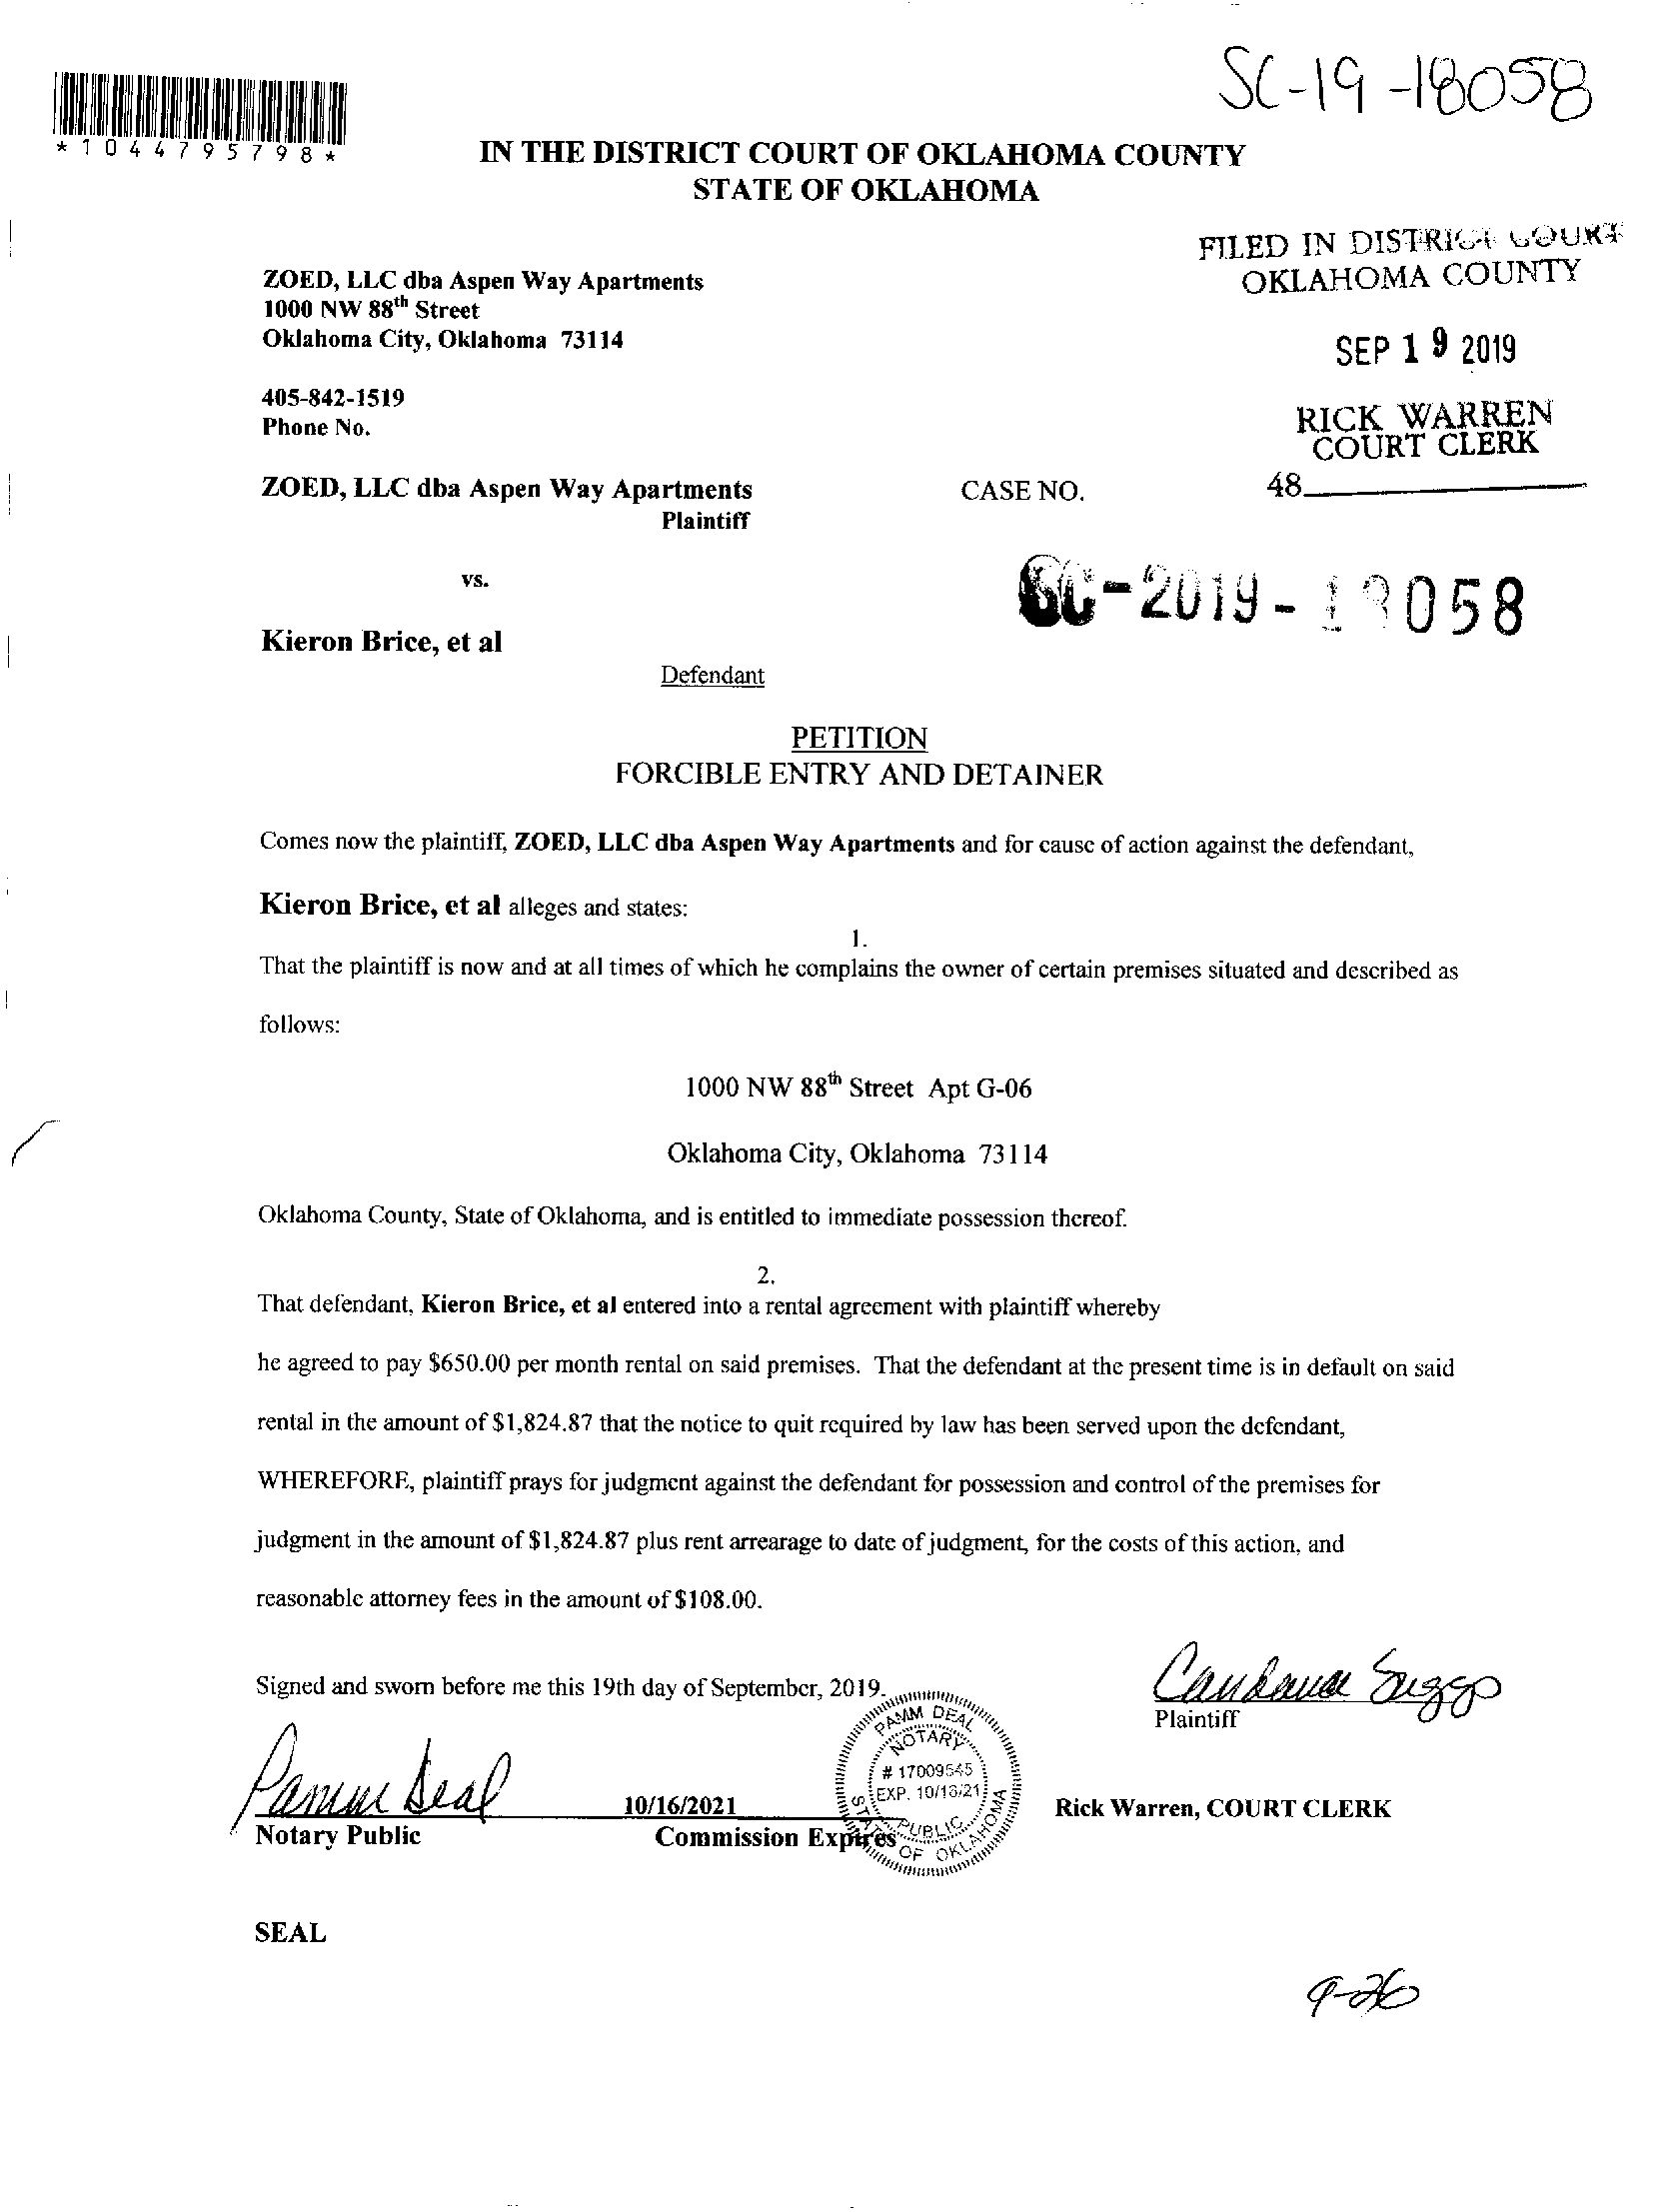 SC-19-18058
*1044795798*
IN THE DISTRICT COURT OF OKLAHOMA COUNTY
STATE OF OKLAHOMA
FILED IN DISTRICT COURT
OKLAHOMA COUNTY
ZOED, LLC dba Aspen Way Apartments
1000 NW 88th Street
Oklahoma City, Oklahoma 73114
SEP 19 2019
405-842-1519
Phone No.
RICK WARREN
COURT CLERK
48
ZOED, LLC dba Aspen Way Apartments
CASE NO.
Plaintiff
vs.
SC-2019-18058
Kieron Brice, et al
Defendant
PETITION
FORCIBLE ENTRY AND DETAINER
Comes now the plaintiff, ZOED, LLC dba Aspen Way Apartments and for cause of action against the defendant,
Kieron Brice, et al alleges and states:
1.
That the plaintiff is now and at all times of which he complains the owner of certain premises situated and described as
follows:
1000 NW 88th Street Apt G-06
Oklahoma City, Oklahoma 73114
Oklahoma County, State of Oklahoma, and is entitled to immediate possession thereof.
2.
That defendant, Kieron Brice, et al entered into a rental agreement with plaintiff whereby
he agreed to pay $650.00 per month rental on said premises. That the defendant at the present time is in default on said
rental in the amount of $1,824.87 that the notice to quit required by law has been served upon the defendant,
WHEREFORE, plaintiff prays for judgment against the defendant for possession and control of the premises for
judgment in the amount of $1,824.87 plus rent arrearage to date of judgment, for the costs of this action, and
reasonable attorney fees in the amount of $108.00.
Signed and sworn before me this 19th day of September, 2019.
Suggs
Plaintiff
PAMM DEAL
NOTARY
# 17009545
EXP. 10/16/21
PUBLIC
STATE OF OKLAHOMA
Pamm Deal
10/16/2021
Notary Public
Commission Expires
Rick Warren, COURT CLERK
SEAL
9-26